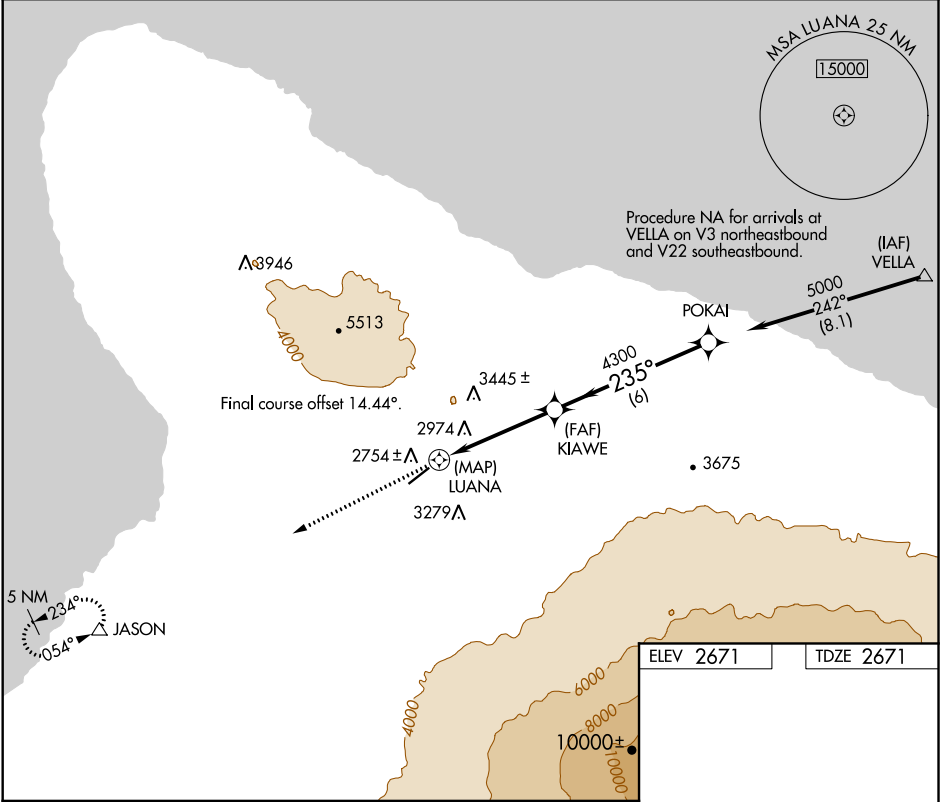 MSA LUANA 25 NM
15000
Procedure NA for arrivals at
VELLA on V3 northeastbound
and V22 southeastbound.
(IAF)
VELLA
5000
242°
(8.1)
POKAI
4300
235°
(6)
3946
5513
4000
Final course offset 14.44°.
3445 ±
2974
2754 ±
(FAF)
KIAWE
(MAP)
LUANA
3279
3675
5 NM
234°
054°
JASON
4000
6000
8000
10000
10000±
ELEV 2671
TDZE 2671